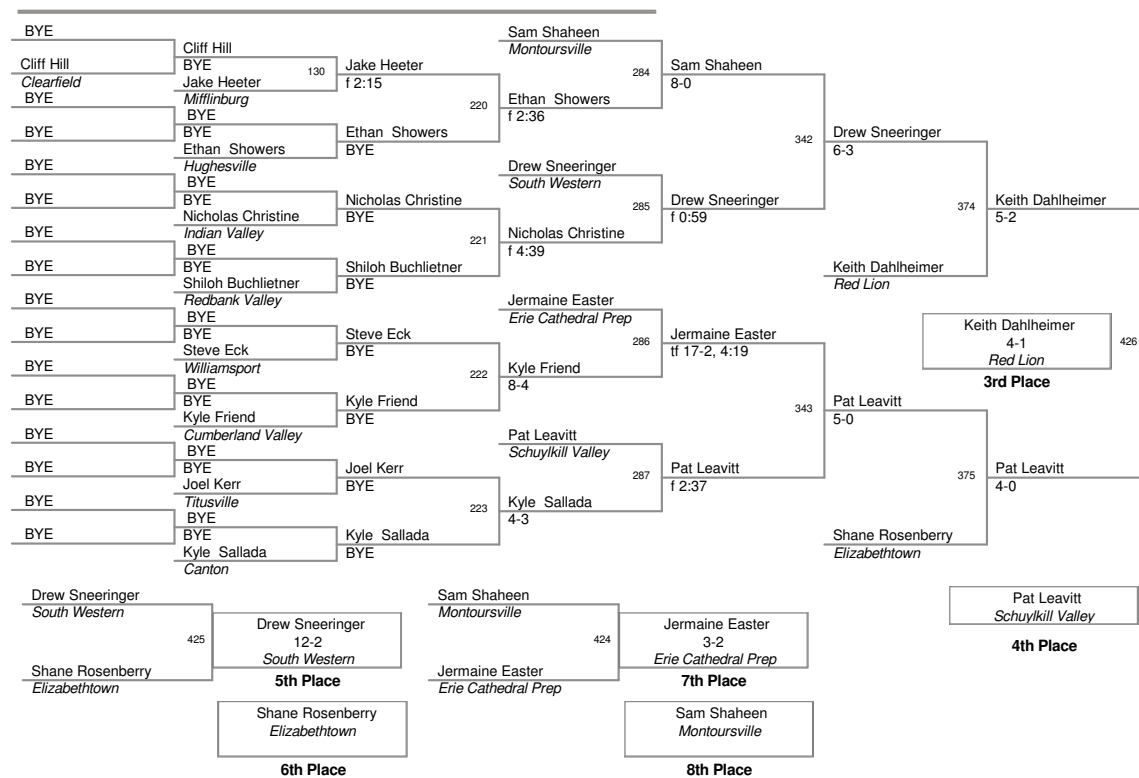 BYE
Cliff Hill
Clearfield
BYE
BYE
BYE
BYE
BYE
BYE
BYE
BYE
BYE
BYE
BYE
BYE
BYE
BYE
Cliff Hill
BYE
Jake Heeter
Mifflinburg
130
BYE
BYE
Ethan Showers
Hughesville
BYE
BYE
Nicholas Christine
Indian Valley
BYE
BYE
Shiloh Buchlietner
Redbank Valley
BYE
BYE
Steve Eck
Williamsport
BYE
BYE
Kyle Friend
Cumberland Valley
BYE
BYE
Joel Kerr
Titusville
BYE
BYE
Kyle Sallada
Canton
Jake Heeter
f 2:15
220
Ethan Showers
BYE
Nicholas Christine
BYE
221
Shiloh Buchlietner
BYE
Steve Eck
BYE
222
Kyle Friend
BYE
Joel Kerr
BYE
223
Kyle Sallada
BYE
Sam Shaheen
Montoursville
284
Ethan Showers
f 2:36
Drew Sneeringer
South Western
285
Nicholas Christine
f 4:39
Jermaine Easter
Erie Cathedral Prep
286
Kyle Friend
8-4
Pat Leavitt
Schuylkill Valley
287
Kyle Sallada
4-3
Sam Shaheen
8-0
342
Drew Sneeringer
f 0:59
Jermaine Easter
tf 17-2, 4:19
343
Pat Leavitt
f 2:37
Drew Sneeringer
6-3
374
Keith Dahlheimer
Red Lion
Pat Leavitt
5-0
375
Shane Rosenberry
Elizabethtown
Keith Dahlheimer
5-2
Keith Dahlheimer
4-1
Red Lion
426
3rd Place
Pat Leavitt
4-0
Pat Leavitt
Schuylkill Valley
4th Place
Drew Sneeringer
South Western
425
Shane Rosenberry
Elizabethtown
Drew Sneeringer
12-2
South Western
5th Place
Shane Rosenberry
Elizabethtown
6th Place
Sam Shaheen
Montoursville
424
Jermaine Easter
Erie Cathedral Prep
Jermaine Easter
3-2
Erie Cathedral Prep
7th Place
Sam Shaheen
Montoursville
8th Place